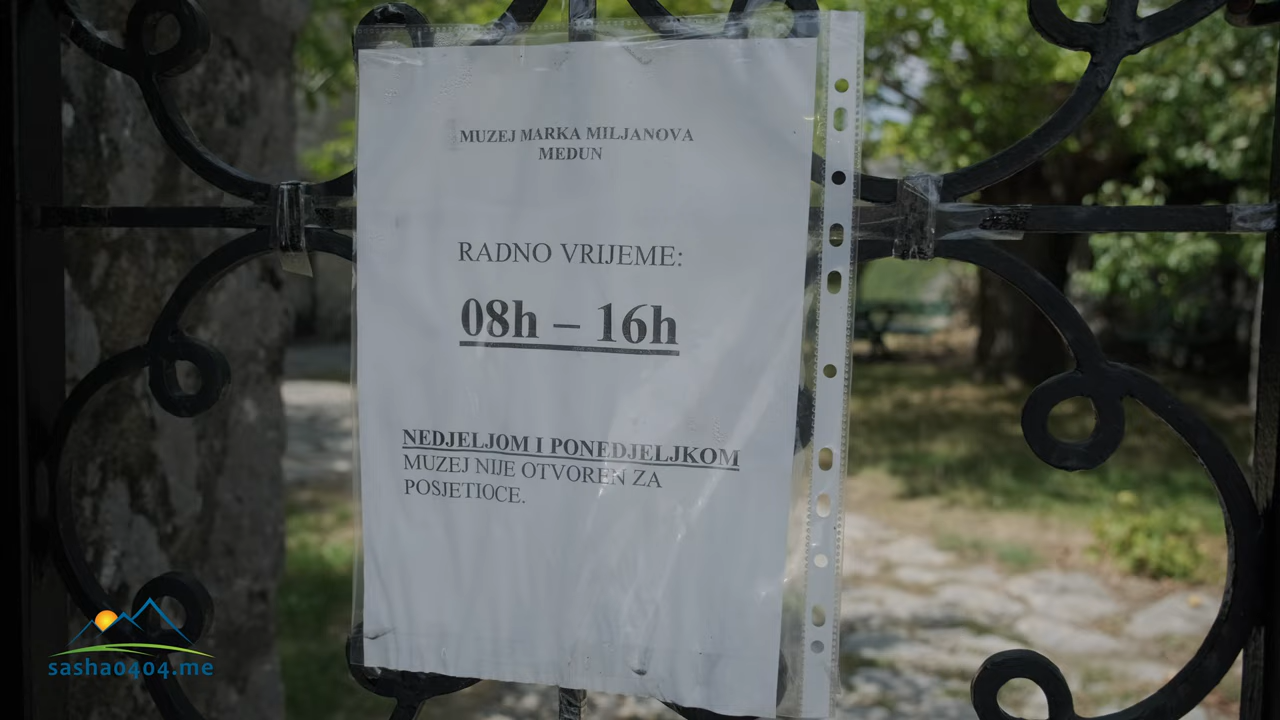 MUZEJ MARKA MILJANOVA
MEDUN
RADNO VRIJEME:
08h – 16h
NEDJELJOM I PONEDJELJKOM
MUZEJ NIJE OTVOREN ZA
POSJETIOCE.
sasha0404.me